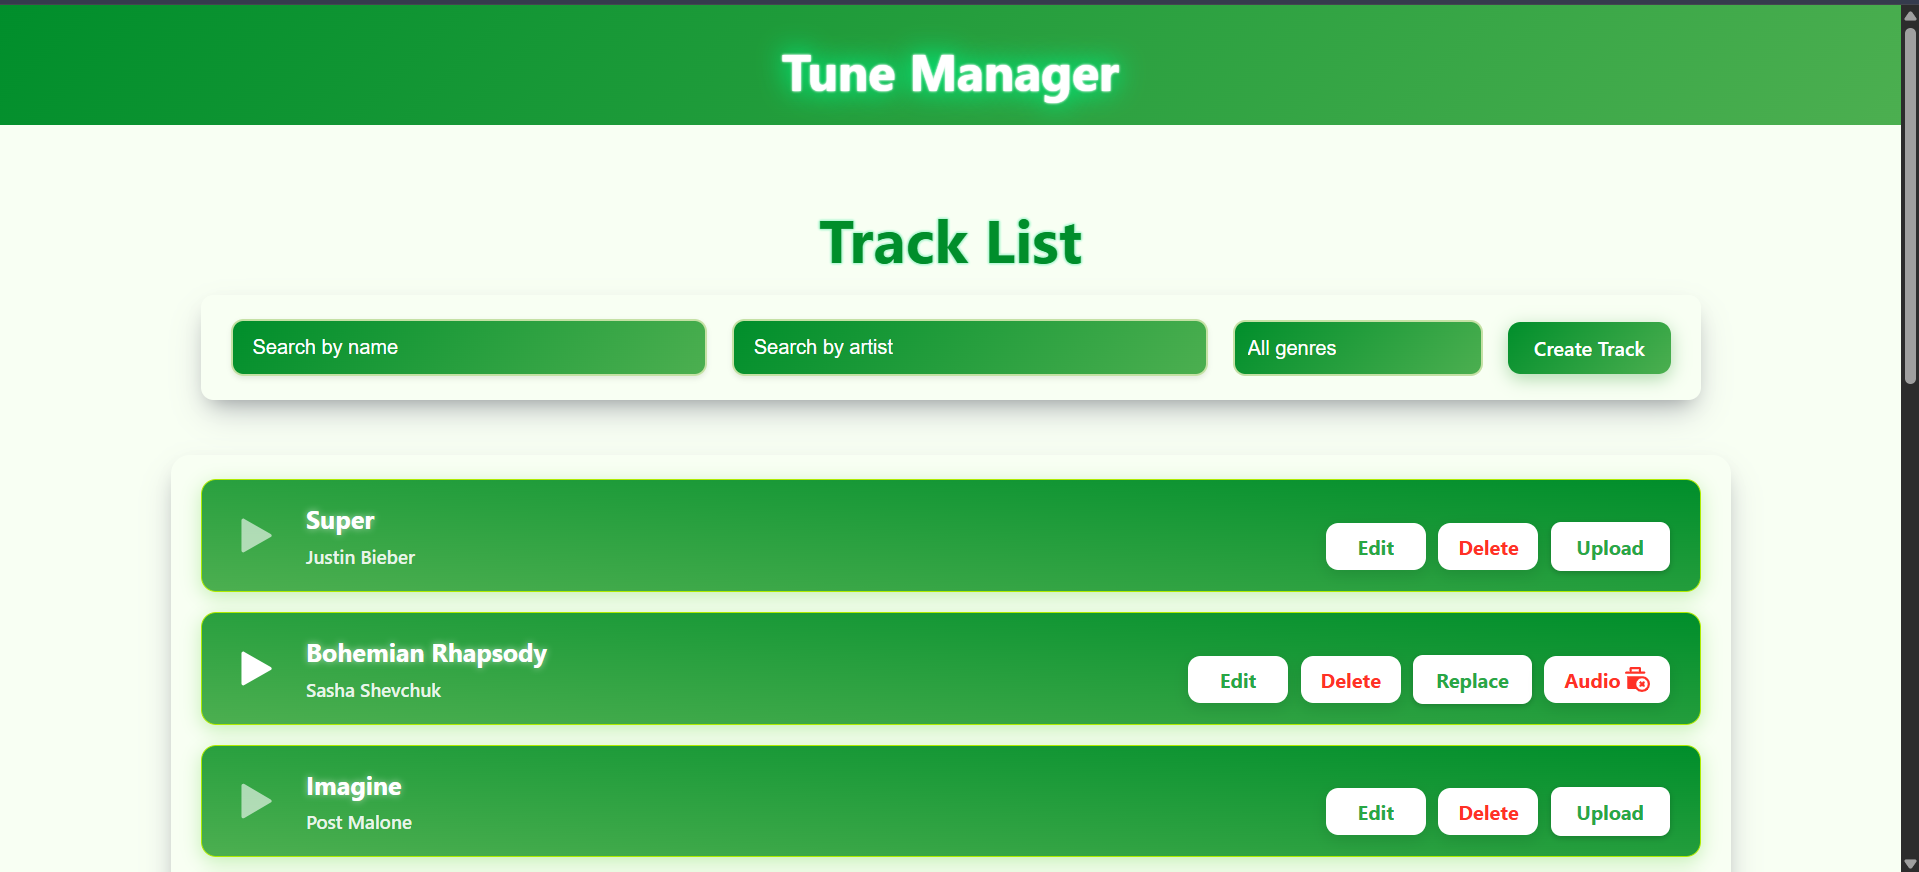 Tune Manager
Track List
Search by name Search by artist All genres Create Track
Super
Justin Bieber
Edit Delete Upload
Bohemian Rhapsody
Sasha Shevchuk
Edit Delete Replace Audio
Imagine
Post Malone
Edit Delete Upload